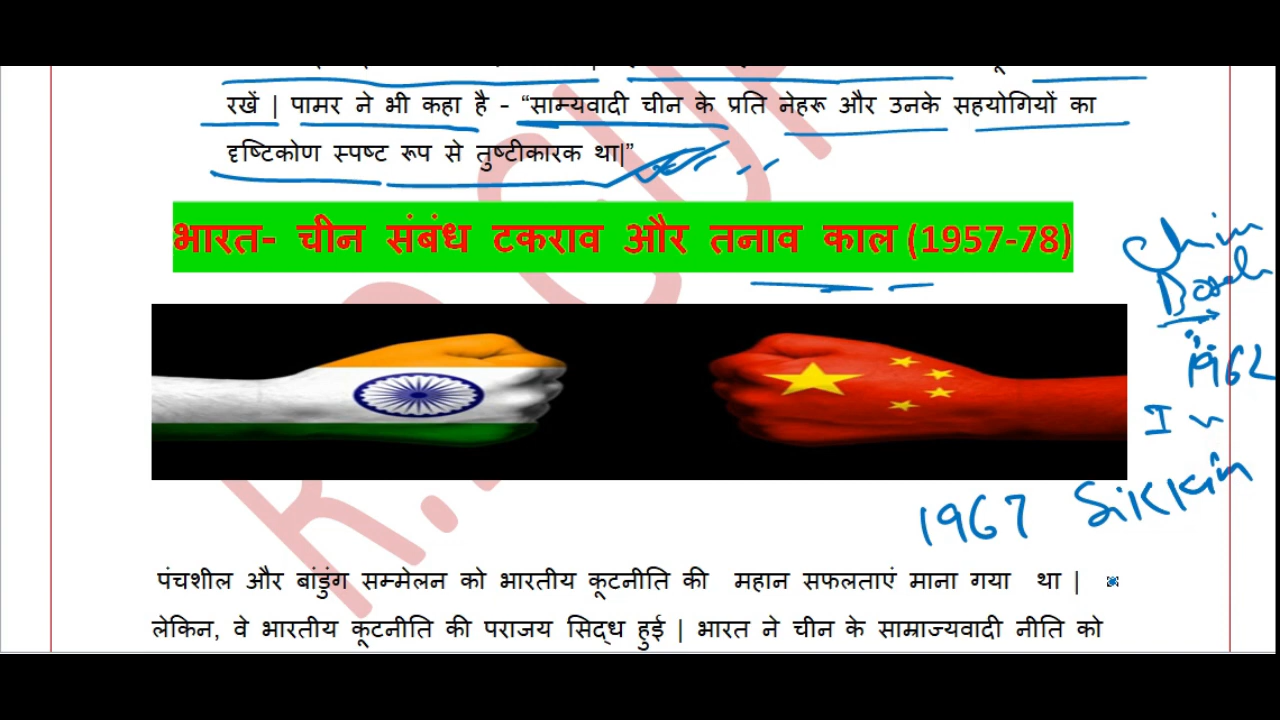 रखें | पामर ने भी कहा है - “साम्यवादी चीन के प्रति नेहरू और उनके सहयोगियों का
दृष्टिकोण स्पष्ट रूप से तुष्टीकारक था|”
भारत- चीन संबंध टकराव और तनाव काल (1957-78)
1962
In
1967 Sikkim
पंचशील और बांडुंग सम्मेलन को भारतीय कूटनीति की महान सफलताएं माना गया था |
लेकिन, वे भारतीय कूटनीति की पराजय सिद्ध हुई | भारत ने चीन के साम्राज्यवादी नीति को